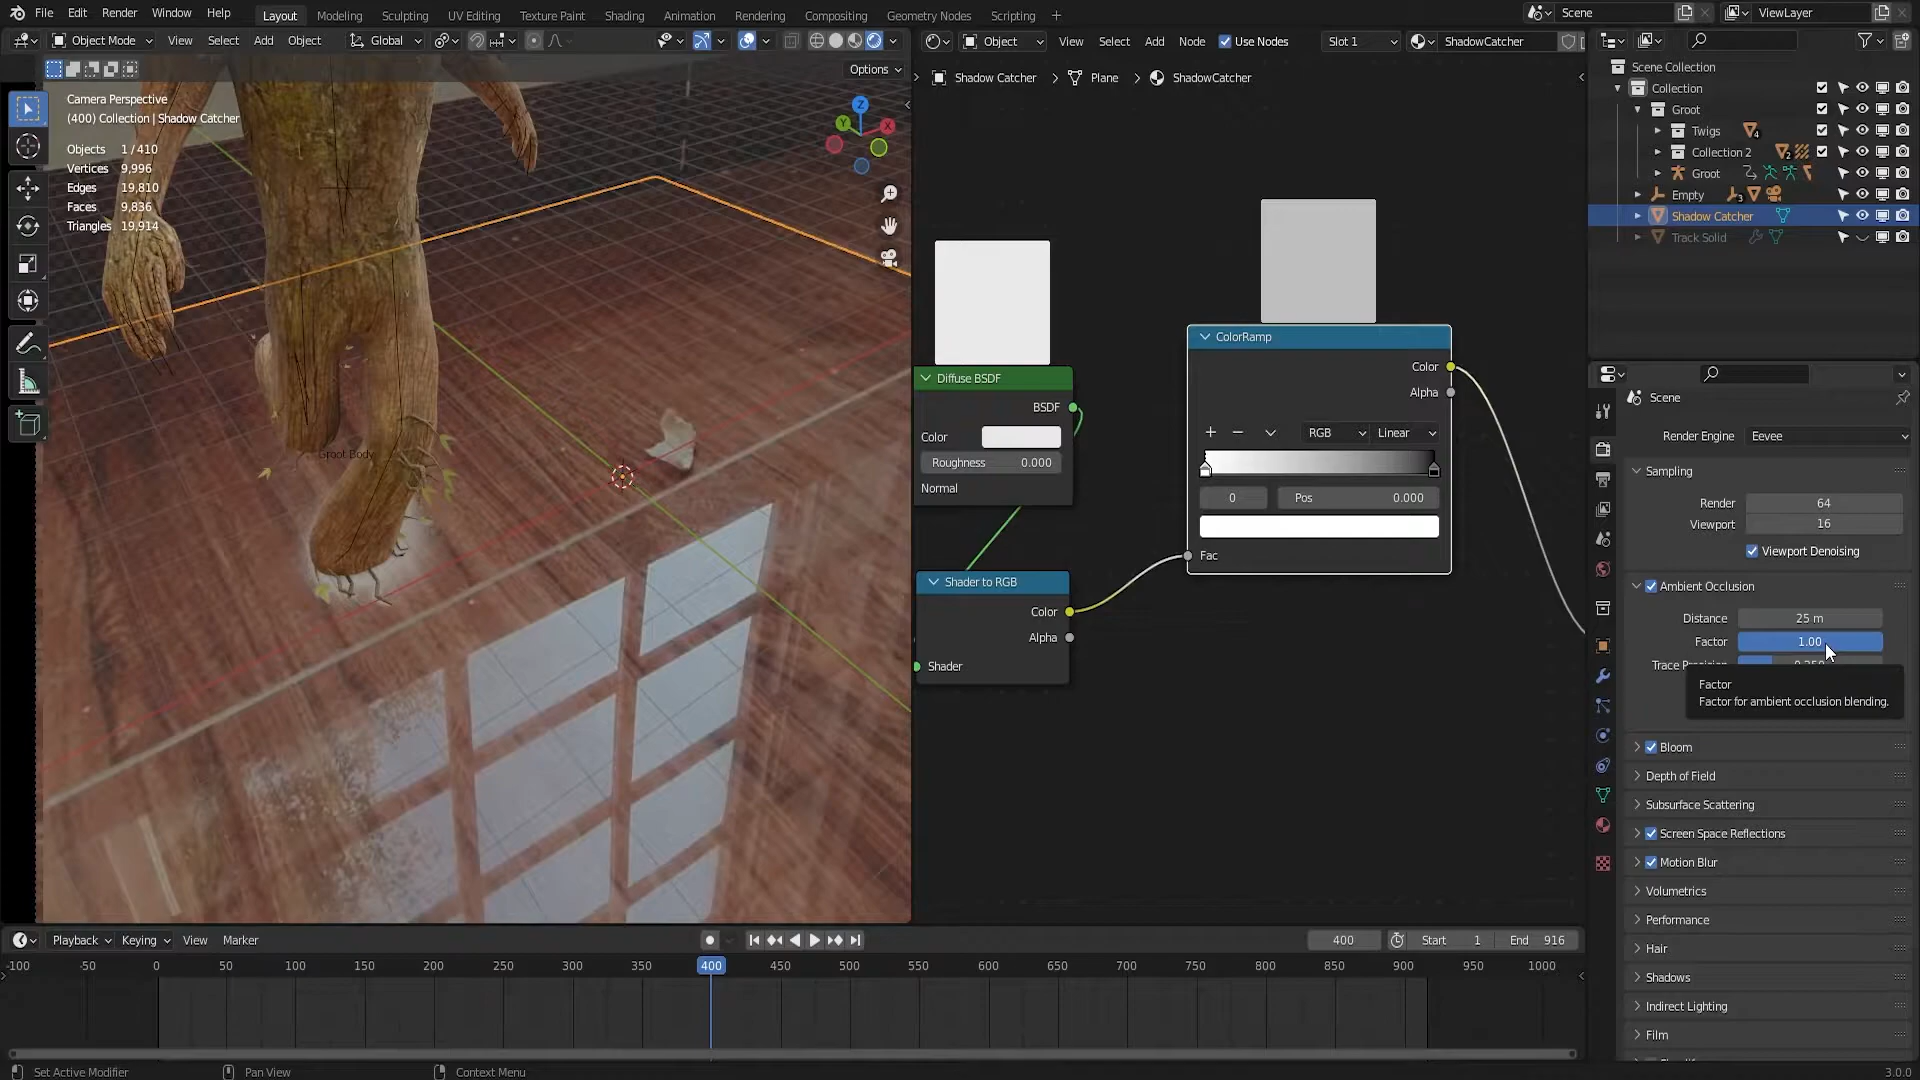 File Edit Render Window Help Layout Modeling Sculpting UV Editing Texture Paint Shading Animation Rendering Compositing Geometry Nodes Scripting + Scene ViewLayer
Object Mode View Select Add Object Global
Object View Select Add Node Use Nodes Slot 1 ShadowCatcher
Options
Shadow Catcher > Plane > ShadowCatcher
Camera Perspective
(400) Collection | Shadow Catcher
Objects 1/410
Vertices 9,996
Edges 19,810
Faces 9,836
Triangles 19,914
Z
Y
X
Groot Body
Diffuse BSDF
BSDF
Color
Roughness 0.000
Normal
Shader to RGB
Color
Alpha
Shader
ColorRamp
Color
Alpha
RGB Linear
0 Pos 0.000
Fac
Scene Collection
Collection
Groot
Twigs 4
Collection 2 2
Groot
Empty 3
Shadow Catcher
Track Solid
Scene
Render Engine Eevee
Sampling
Render 64
Viewport 16
Viewport Denoising
Ambient Occlusion
Distance 25 m
Factor 1.00
Factor
Factor for ambient occlusion blending.
Bloom
Depth of Field
Subsurface Scattering
Screen Space Reflections
Motion Blur
Volumetrics
Performance
Hair
Shadows
Indirect Lighting
Film
Playback Keying View Marker 400 Start 1 End 916
-100 -50 0 50 100 150 200 250 300 350 400 450 500 550 600 650 700 750 800 850 900 950 1000
Set Active Modifier Pan View Context Menu 3.0.0